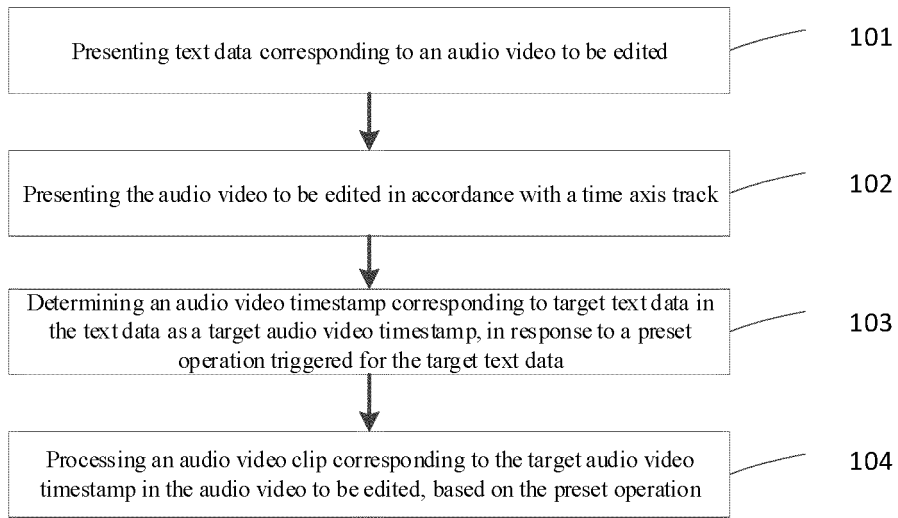 Presenting text data corresponding to an audio video to be edited
101
Presenting the audio video to be edited in accordance with a time axis track
102
Determining an audio video timestamp corresponding to target text data in
the text data as a target audio video timestamp, in response to a preset
operation triggered for the target text data
103
Processing an audio video clip corresponding to the target audio video
timestamp in the audio video to be edited, based on the preset operation
104